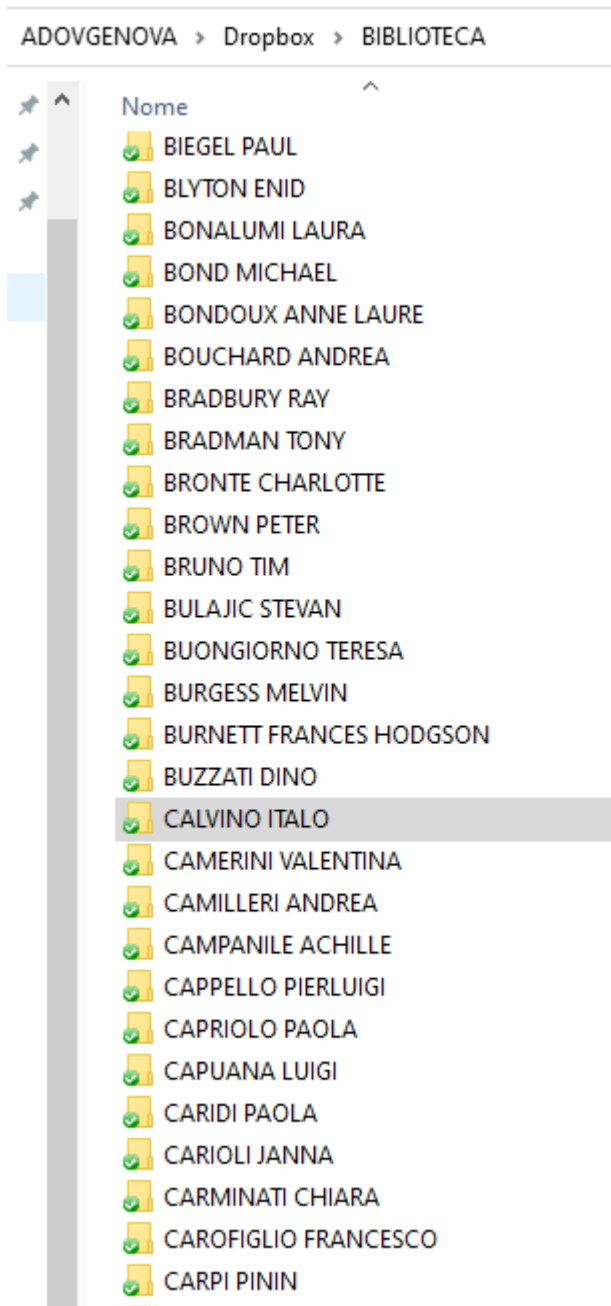 ADOVGENOVA > Dropbox > BIBLIOTECA
Nome
BIEGEL PAUL
BLYTON ENID
BONALUMI LAURA
BOND MICHAEL
BONDOUX ANNE LAURE
BOUCHARD ANDREA
BRADBURY RAY
BRADMAN TONY
BRONTE CHARLOTTE
BROWN PETER
BRUNO TIM
BULAJIC STEVAN
BUONGIORNO TERESA
BURGESS MELVIN
BURNETT FRANCES HODGSON
BUZZATI DINO
CALVINO ITALO
CAMERINI VALENTINA
CAMILLERI ANDREA
CAMPANILE ACHILLE
CAPPELLO PIERLUIGI
CAPRIOLO PAOLA
CAPUANA LUIGI
CARIDI PAOLA
CARIOLI JANNA
CARMINATI CHIARA
CAROFIGLIO FRANCESCO
CARPI PININ